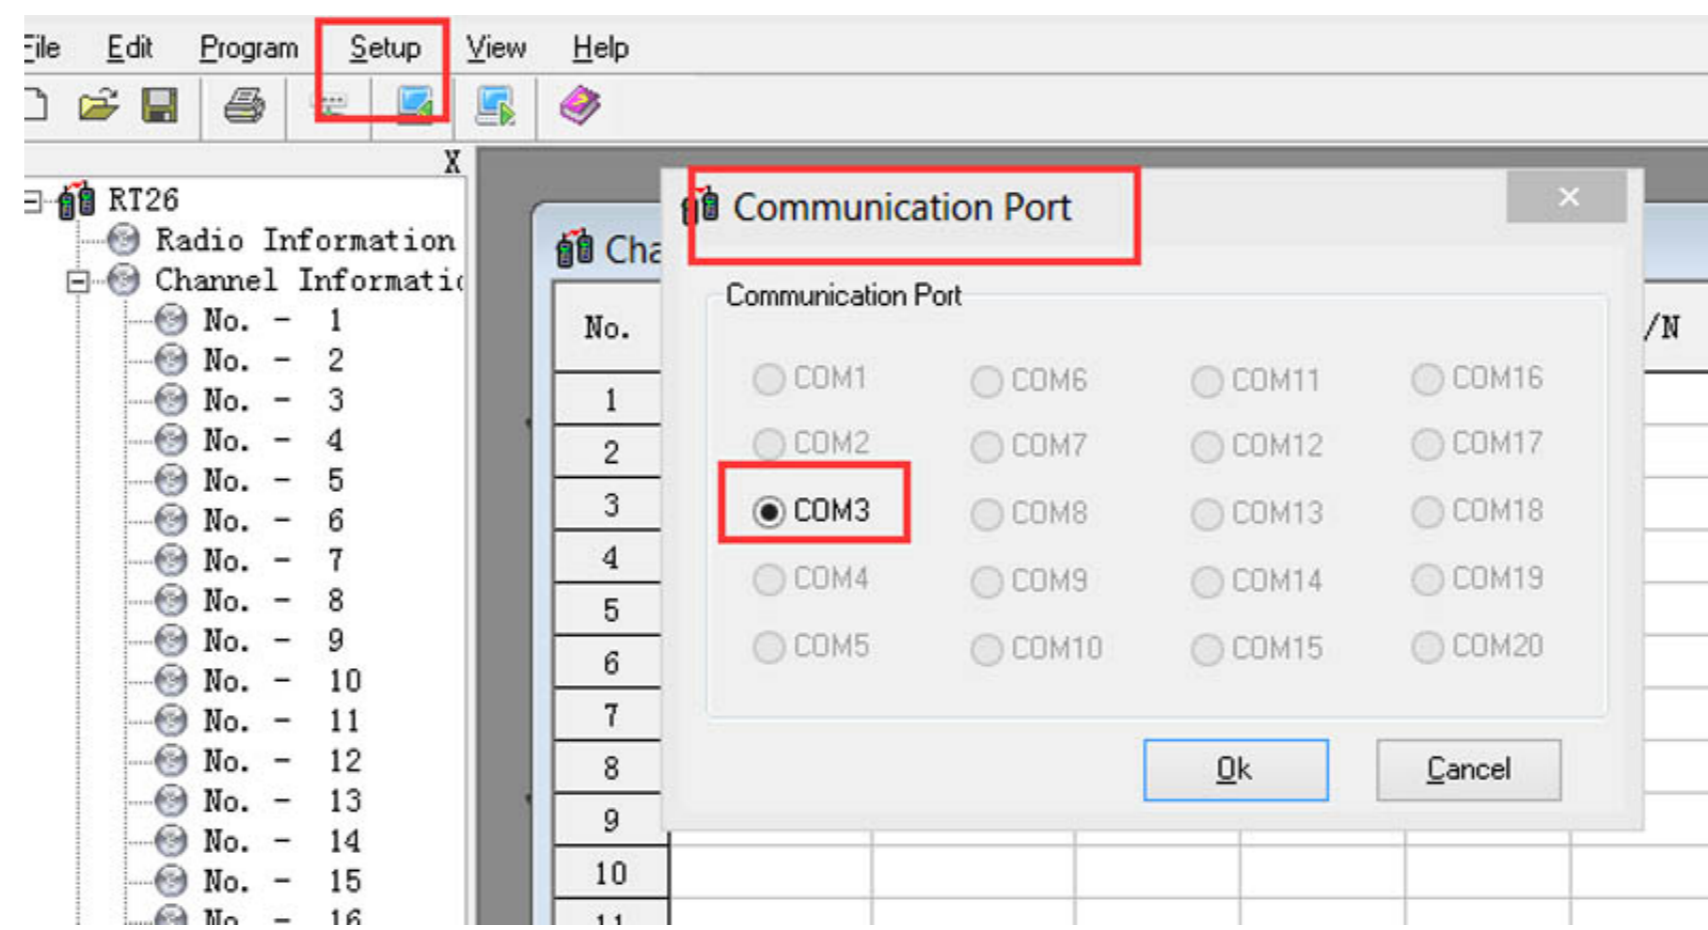 File Edit Program Setup View Help
X
RT26
Radio Information
Channel Informatic
No. - 1
No. - 2
No. - 3
No. - 4
No. - 5
No. - 6
No. - 7
No. - 8
No. - 9
No. - 10
No. - 11
No. - 12
No. - 13
No. - 14
No. - 15
No. - 16
Cha
No.
/N
1
2
3
4
5
6
7
8
9
10
11
Communication Port
Communication Port
COM1 COM6 COM11 COM16
COM2 COM7 COM12 COM17
COM3 COM8 COM13 COM18
COM4 COM9 COM14 COM19
COM5 COM10 COM15 COM20
Ok Cancel